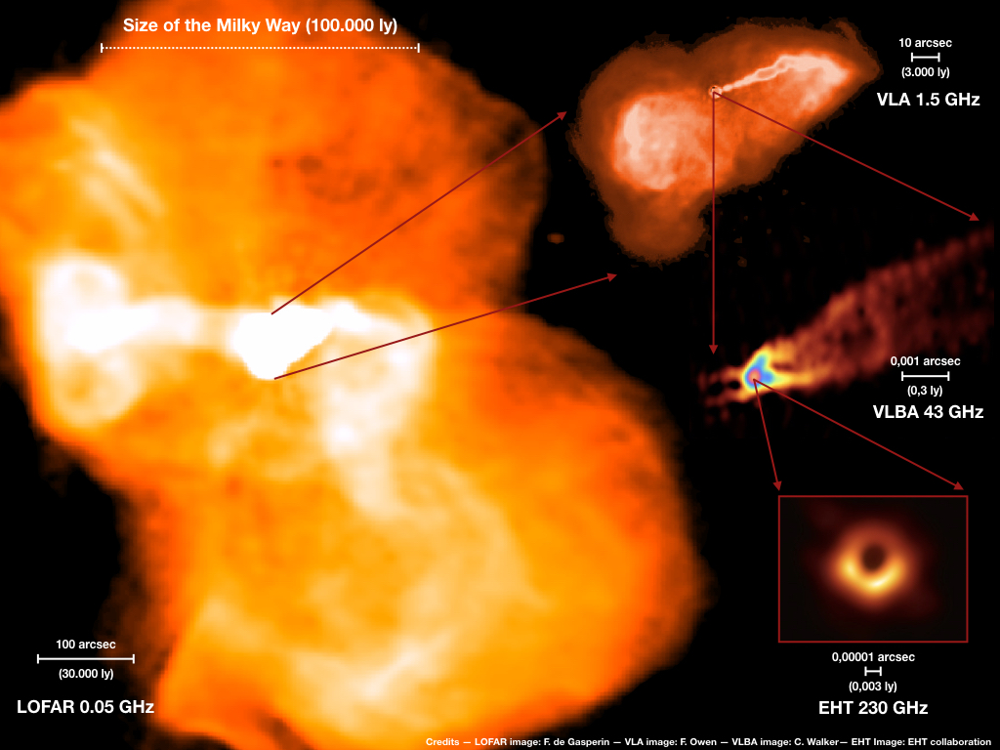 Size of the Milky Way (100.000 ly)
10 arcsec
(3.000 ly)
VLA 1.5 GHz
0,001 arcsec
(0,3 ly)
VLBA 43 GHz
100 arcsec
(30.000 ly)
LOFAR 0.05 GHz
0,00001 arcsec
(0,003 ly)
EHT 230 GHz
Credits — LOFAR image: F. de Gasperin — VLA image: F. Owen — VLBA image: C. Walker— EHT Image: EHT collaboration